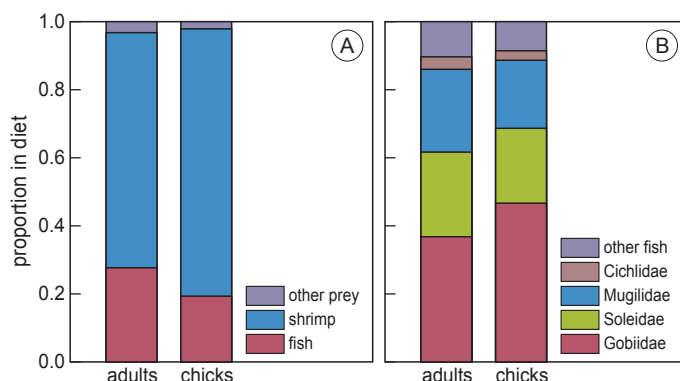 1.0
0.8
0.6
0.4
0.2
0.0
proportion in diet
A
other prey
shrimp
fish
adults chicks
B
other fish
Cichlidae
Mugilidae
Soleidae
Gobiidae
adults chicks